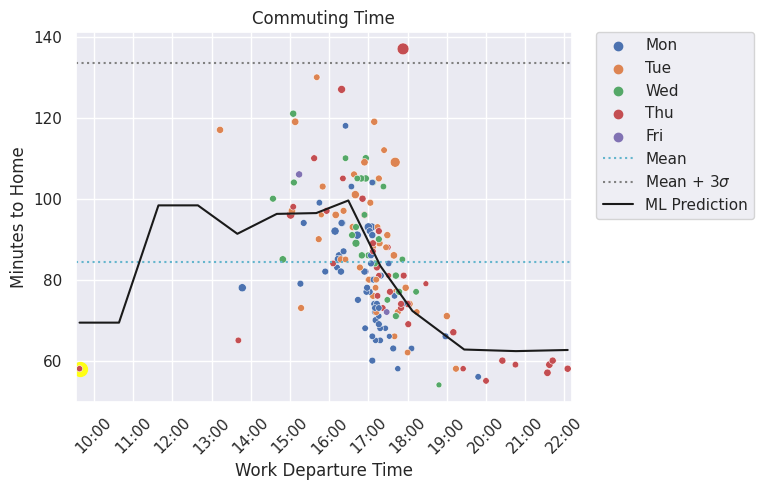 Commuting Time
140
120
100
80
60
Minutes to Home
10:00
11:00
12:00
13:00
14:00
15:00
16:00
17:00
18:00
19:00
20:00
21:00
22:00
Work Departure Time
Mon
Tue
Wed
Thu
Fri
Mean
Mean + 3σ
ML Prediction